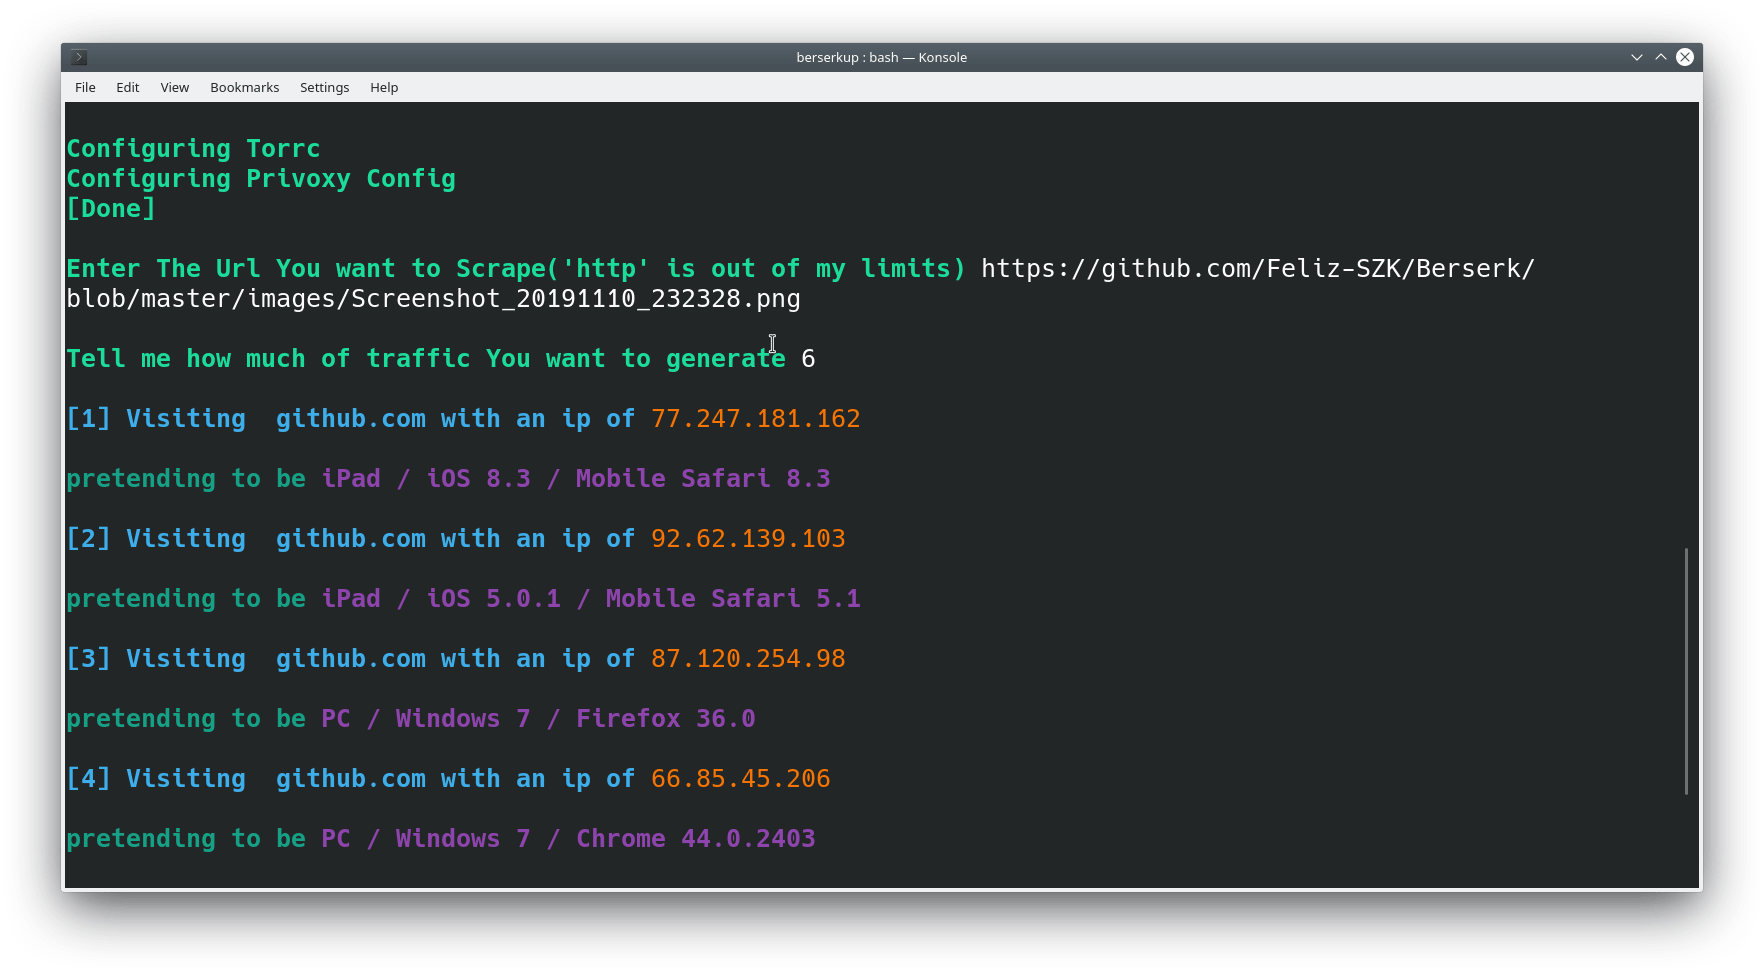 berserkup : bash — Konsole
File Edit View Bookmarks Settings Help
Configuring Torrc
Configuring Privoxy Config
[Done]
Enter The Url You want to Scrape('http' is out of my limits) https://github.com/Feliz-SZK/Berserk/
blob/master/images/Screenshot_20191110_232328.png
Tell me how much of traffic You want to generate 6
[1] Visiting  github.com with an ip of 77.247.181.162
pretending to be iPad / iOS 8.3 / Mobile Safari 8.3
[2] Visiting  github.com with an ip of 92.62.139.103
pretending to be iPad / iOS 5.0.1 / Mobile Safari 5.1
[3] Visiting  github.com with an ip of 87.120.254.98
pretending to be PC / Windows 7 / Firefox 36.0
[4] Visiting  github.com with an ip of 66.85.45.206
pretending to be PC / Windows 7 / Chrome 44.0.2403